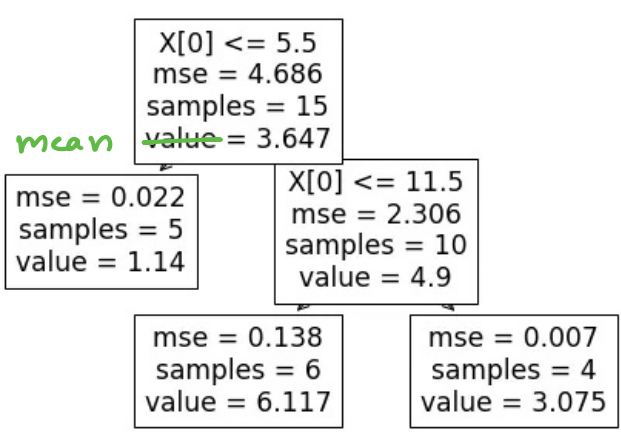 X[0] <= 5.5
mse = 4.686
samples = 15
mean value = 3.647
mse = 0.022
samples = 5
value = 1.14
X[0] <= 11.5
mse = 2.306
samples = 10
value = 4.9
mse = 0.138
samples = 6
value = 6.117
mse = 0.007
samples = 4
value = 3.075